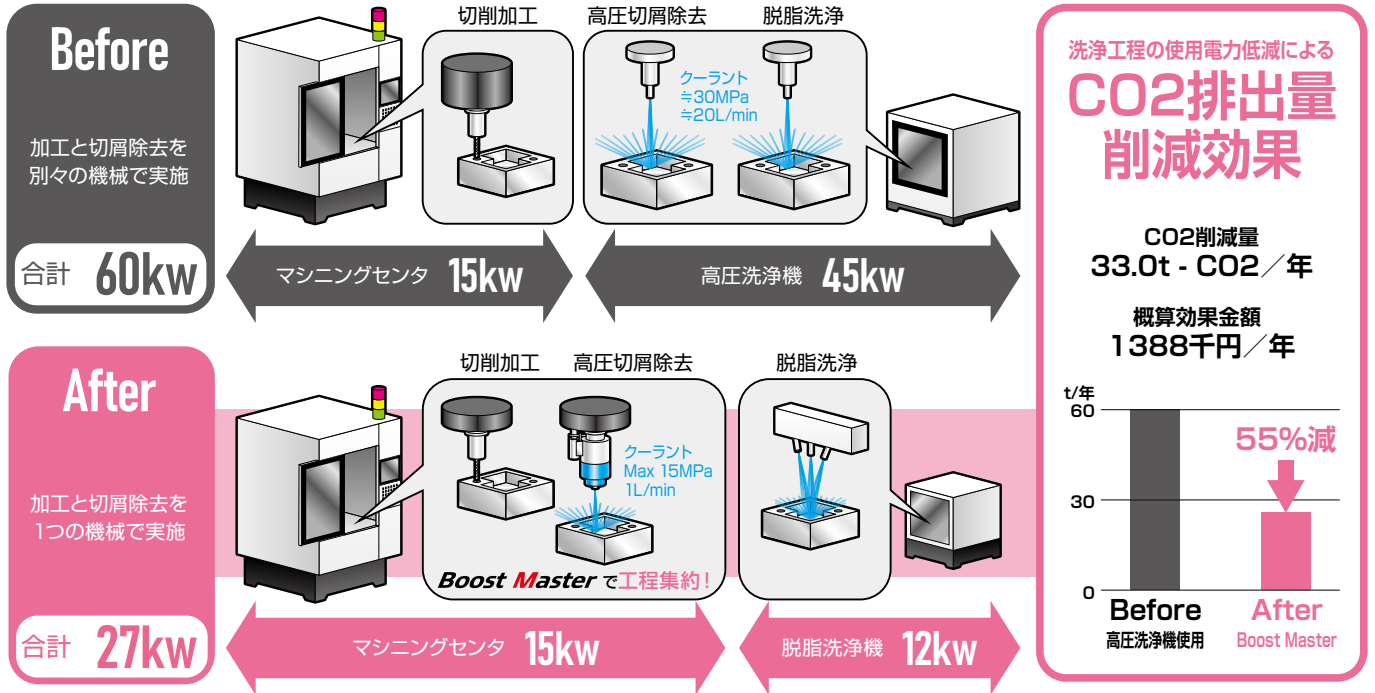 Before
加工と切屑除去を
別々の機械で実施
合計 60kw
切削加工
高圧切屑除去
脱脂洗浄
クーラント
≒30MPa
≒20L/min
マシニングセンタ 15kw
高圧洗浄機 45kw
After
加工と切屑除去を
1つの機械で実施
合計 27kw
切削加工
高圧切屑除去
脱脂洗浄
クーラント
Max 15MPa
1L/min
Boost Master で工程集約!
マシニングセンタ 15kw
脱脂洗浄機 12kw
洗浄工程の使用電力低減による
CO2排出量
削減効果
CO2削減量
33.0t - CO2／年
概算効果金額
1388千円／年
t/年
60
30
0
55%減
Before
高圧洗浄機使用
After
Boost Master